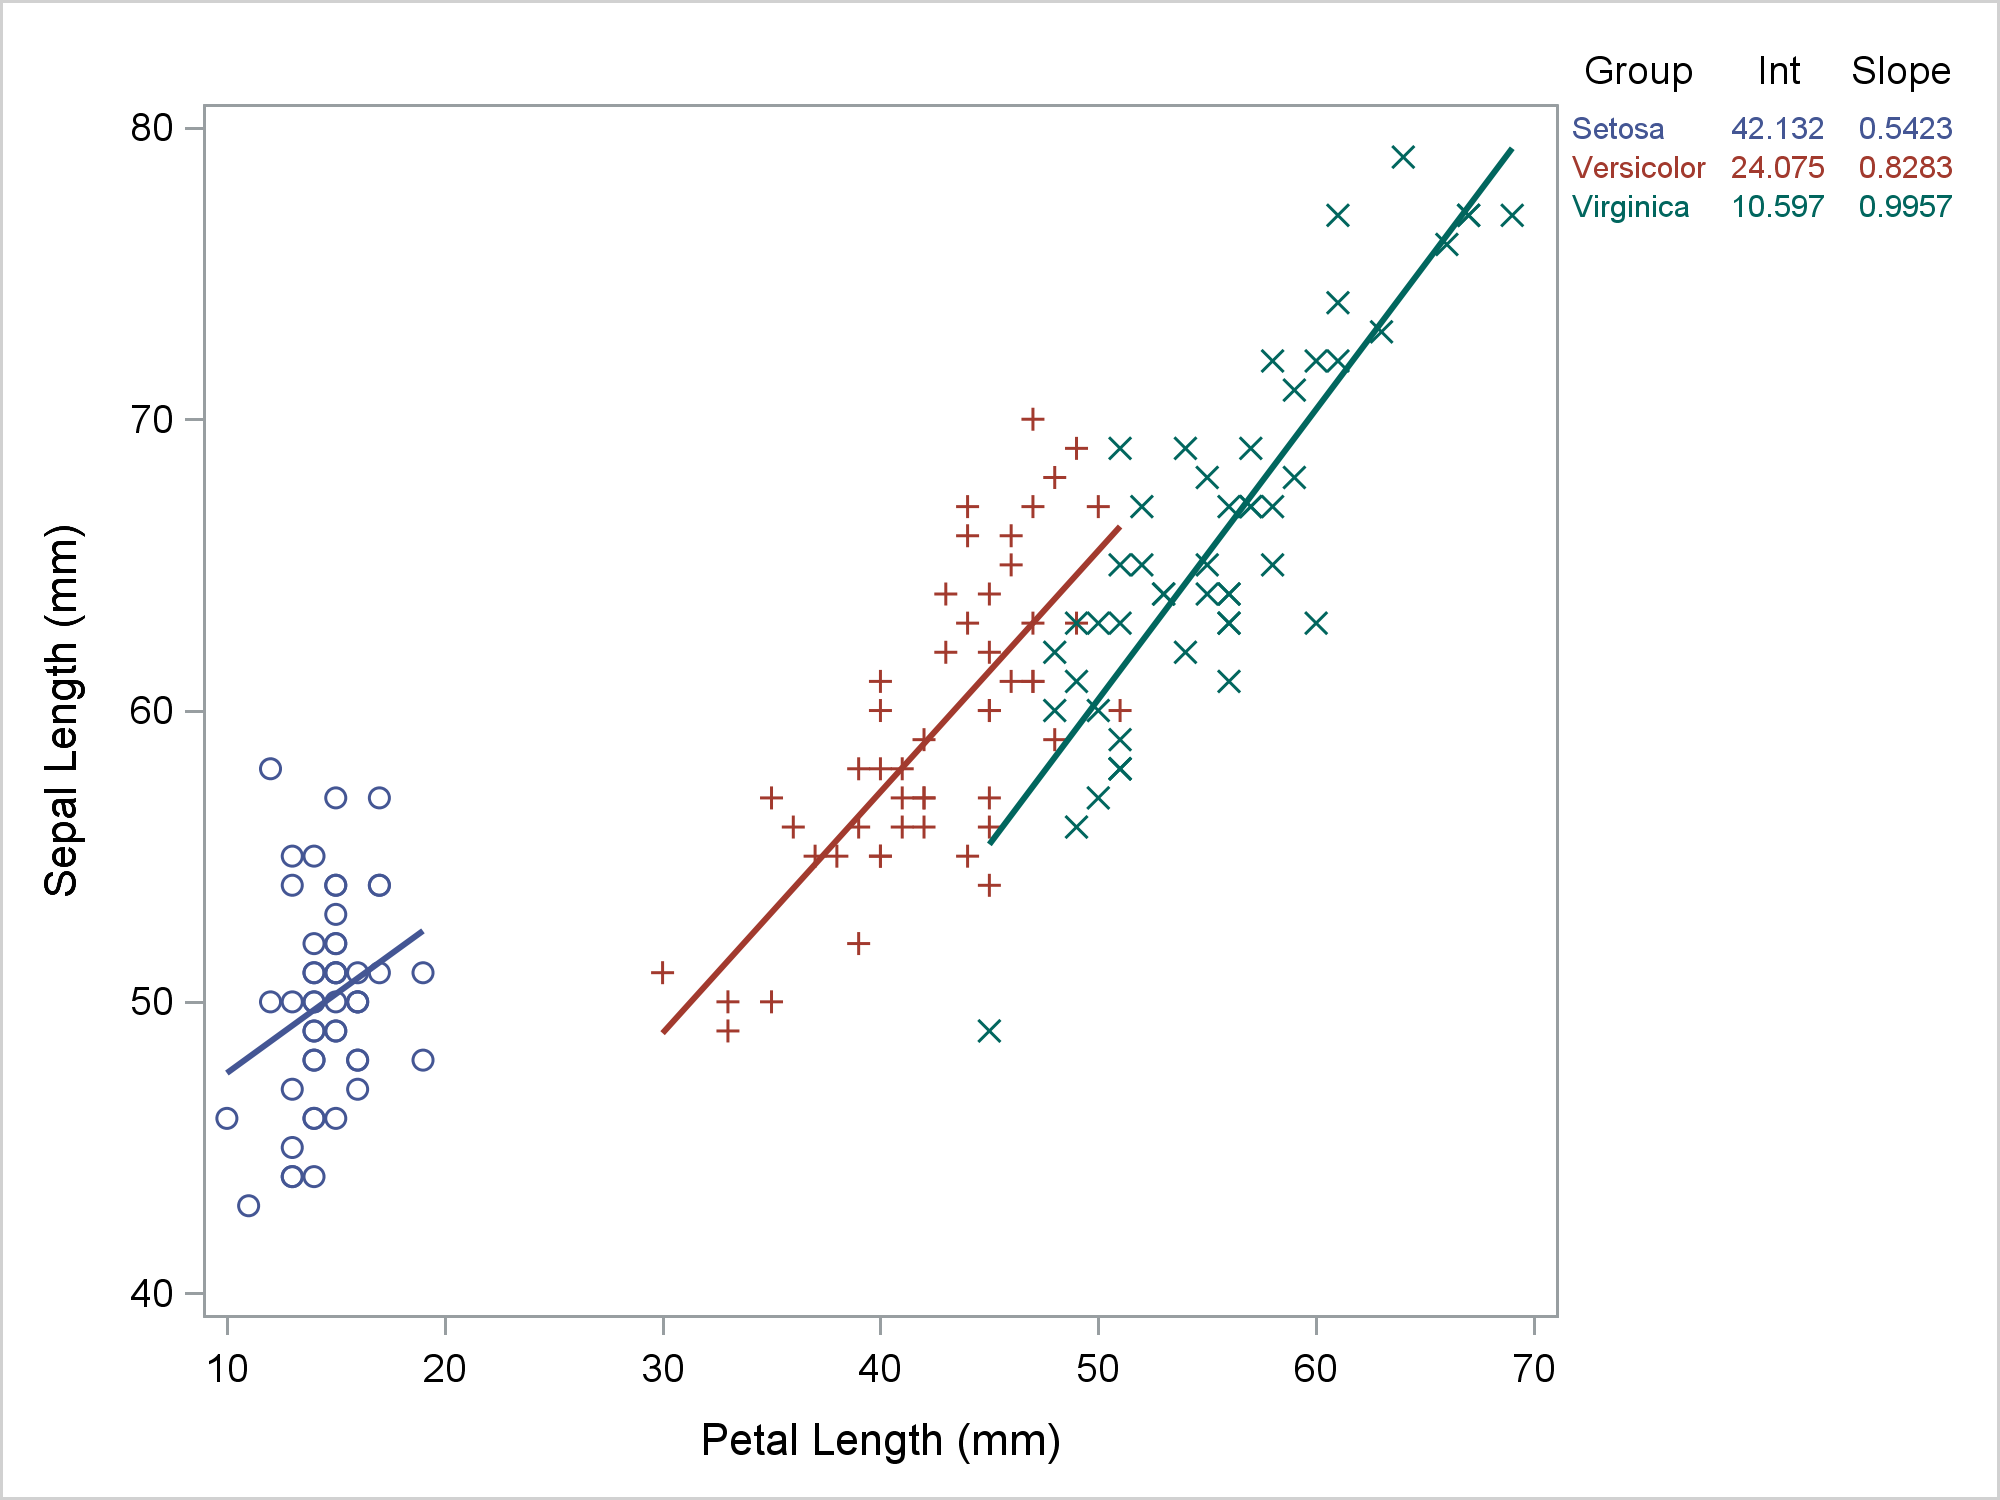 Group Int Slope
Setosa 42.132 0.5423
Versicolor 24.075 0.8283
Virginica 10.597 0.9957
80
70
60
50
40
Sepal Length (mm)
10 20 30 40 50 60 70
Petal Length (mm)